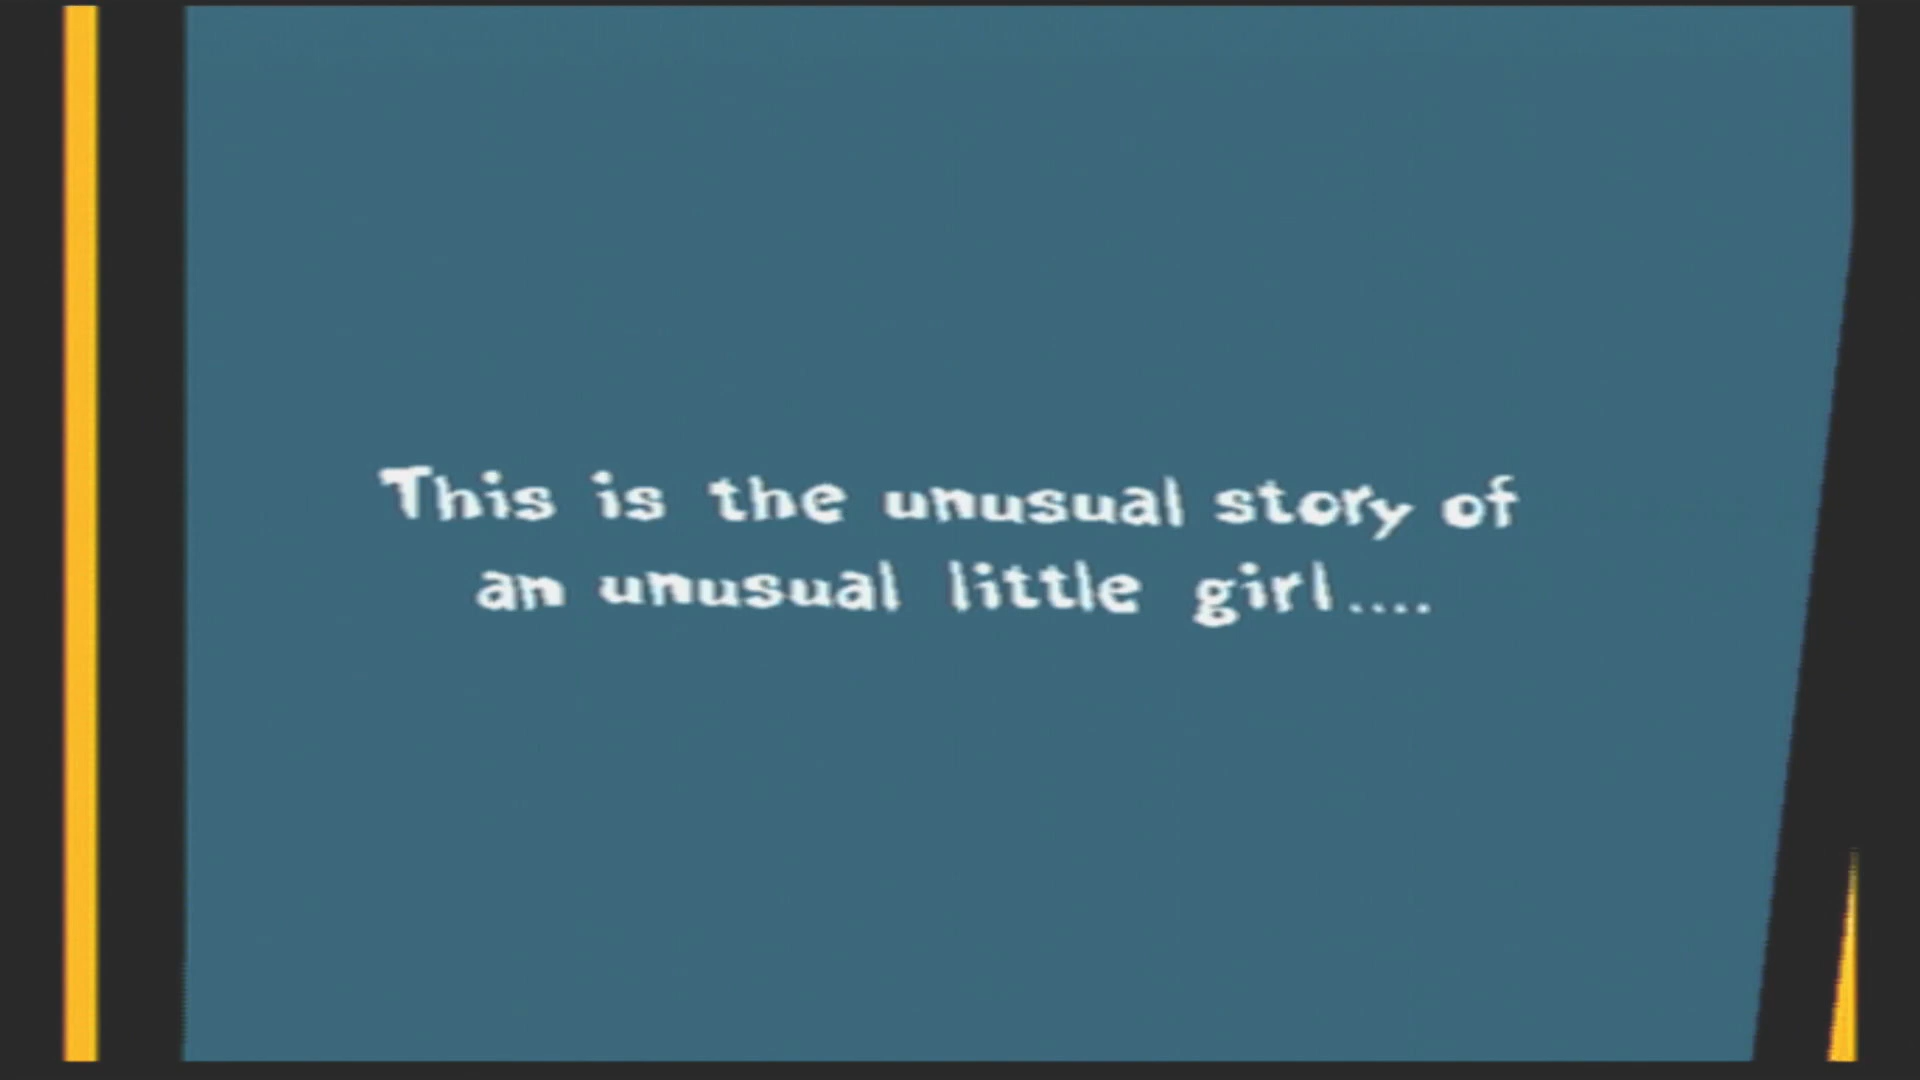 This is the unusual story of
an unusual little girl....